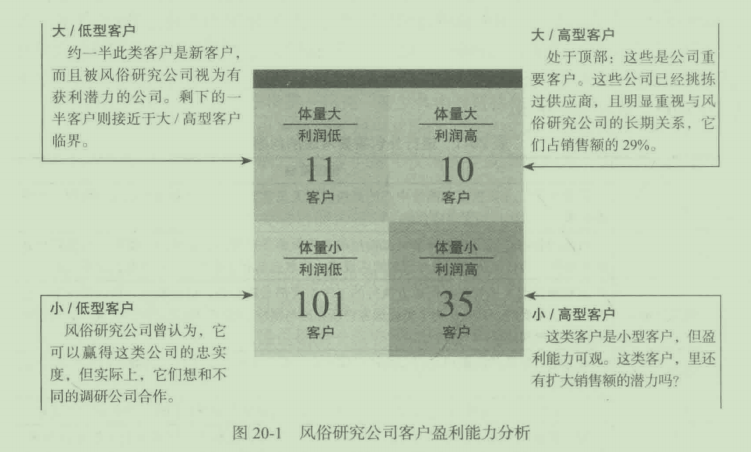 大 / 低型客户
约一半此类客户是新客户，
而且被风俗研究公司视为有
获利潜力的公司。剩下的一
半客户则接近于大 / 高型客户
临界。
大 / 高型客户
处于顶部；这些是公司重
要客户。这些公司已经挑拣
过供应商，且明显重视与风
俗研究公司的长期关系，它
们占销售额的 29%。
体量大
利润低
11
客户
体量大
利润高
10
客户
体量小
利润低
101
客户
体量小
利润高
35
客户
小 / 低型客户
风俗研究公司曾认为，它
可以赢得这类公司的忠实
度，但实际上，它们想和不
同的调研公司合作。
小 / 高型客户
这类客户是小型客户，但盈
利能力可观。这类客户，里还
有扩大销售额的潜力吗？
图 20-1 风俗研究公司客户盈利能力分析